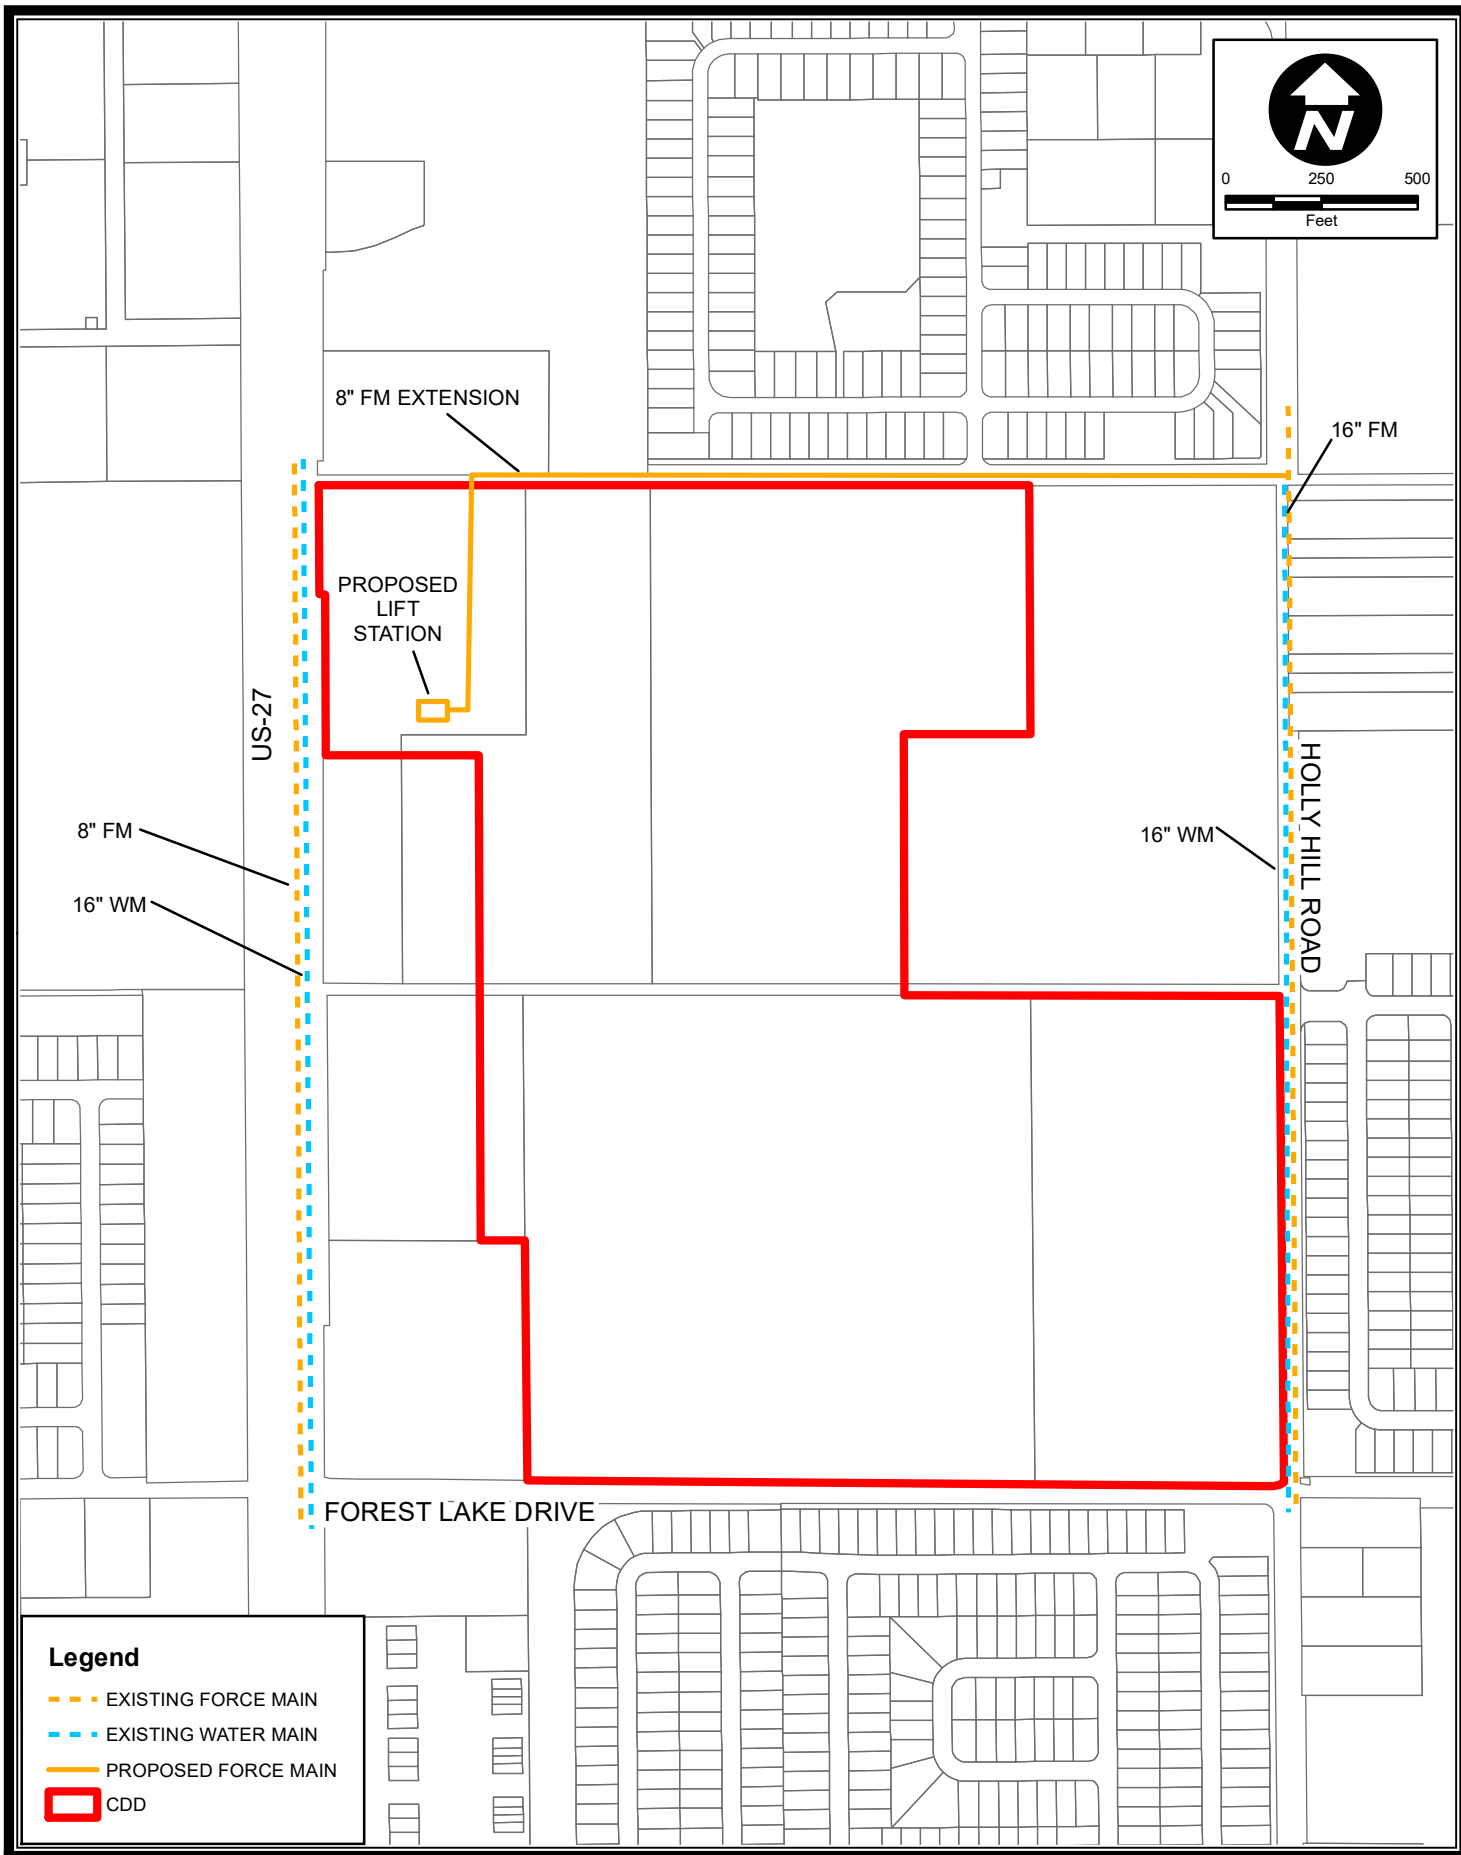 N
0 250 500
Feet
8" FM EXTENSION
16" FM
PROPOSED
LIFT
STATION
US-27
HOLLY HILL ROAD
8" FM
16" WM
16" WM
FOREST LAKE DRIVE
Legend
EXISTING FORCE MAIN
EXISTING WATER MAIN
PROPOSED FORCE MAIN
CDD